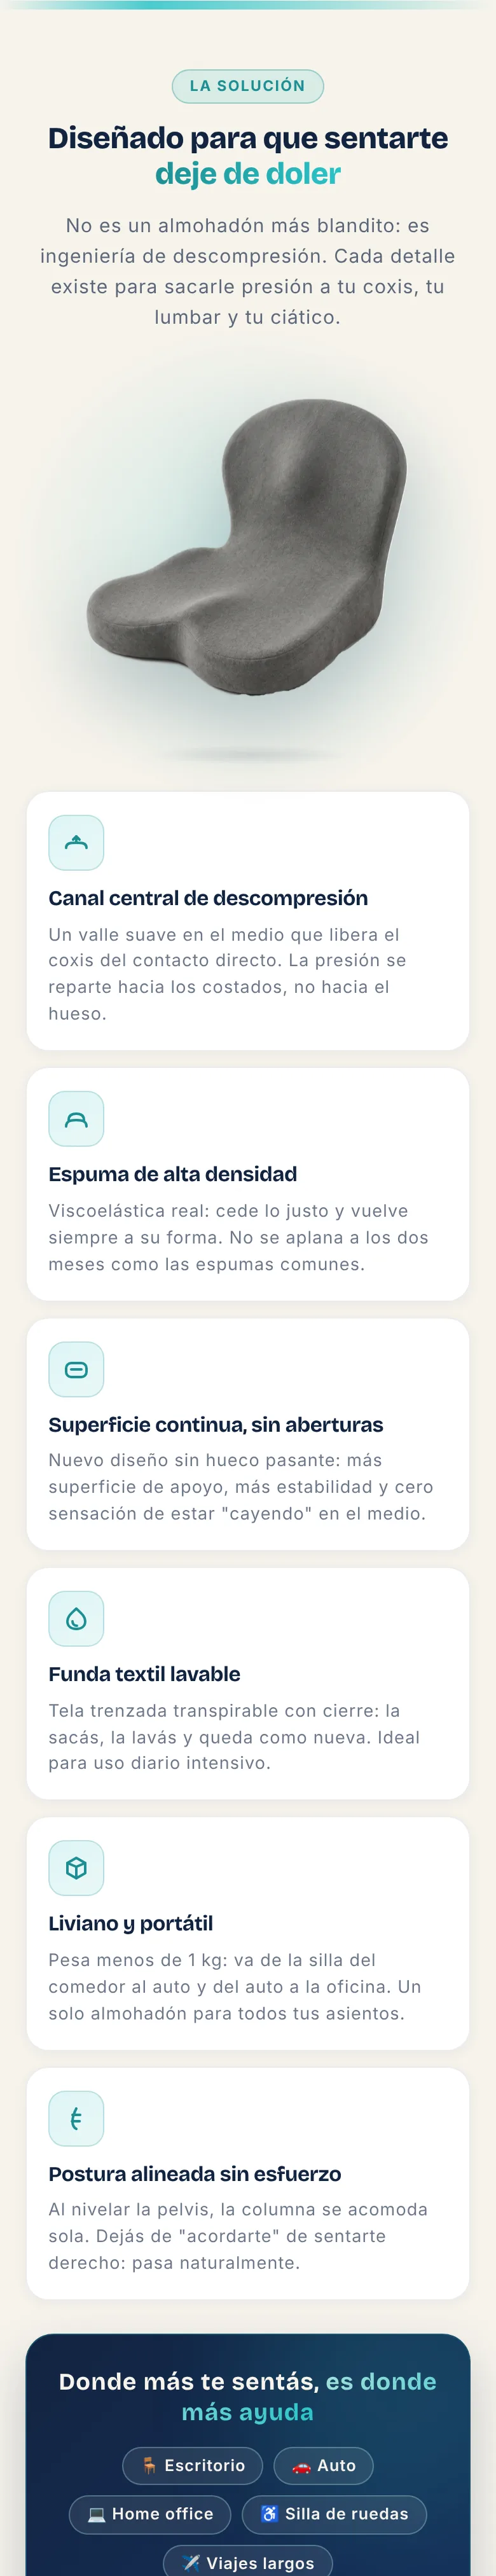 LA SOLUCIÓN
Diseñado para que sentarte
deje de doler
No es un almohadón más blandito: es
ingeniería de descompresión. Cada detalle
existe para sacarle presión a tu coxis, tu
lumbar y tu ciático.
Canal central de descompresión
Un valle suave en el medio que libera el
coxis del contacto directo. La presión se
reparte hacia los costados, no hacia el
hueso.
Espuma de alta densidad
Viscoelástica real: cede lo justo y vuelve
siempre a su forma. No se aplana a los dos
meses como las espumas comunes.
Superficie continua, sin aberturas
Nuevo diseño sin hueco pasante: más
superficie de apoyo, más estabilidad y cero
sensación de estar "cayendo" en el medio.
Funda textil lavable
Tela trenzada transpirable con cierre: la
sacás, la lavás y queda como nueva. Ideal
para uso diario intensivo.
Liviano y portátil
Pesa menos de 1 kg: va de la silla del
comedor al auto y del auto a la oficina. Un
solo almohadón para todos tus asientos.
Postura alineada sin esfuerzo
Al nivelar la pelvis, la columna se acomoda
sola. Dejás de "acordarte" de sentarte
derecho: pasa naturalmente.
Donde más te sentás, es donde
más ayuda
Escritorio
Auto
Home office
Silla de ruedas
Viajes largos